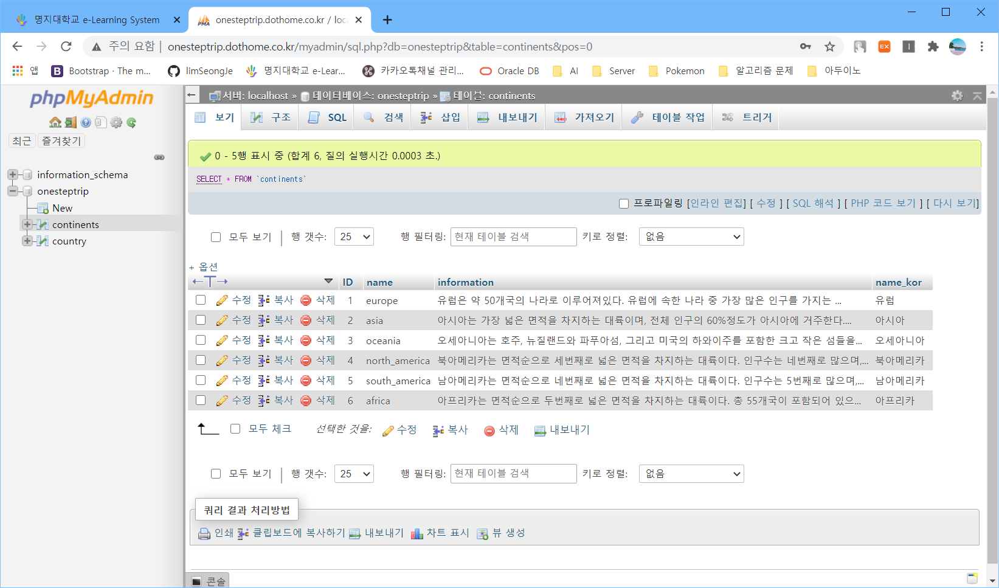 명지대학교 e-Learning System
onesteptrip.dothome.co.kr / loc
주의 요함 | onesteptrip.dothome.co.kr/myadmin/sql.php?db=onesteptrip&table=continents&pos=0
앱 Bootstrap · The m... limSeongJe 명지대학교 e-Lear... 카카오톡채널 관리... Oracle DB AI Server Pokemon 알고리즘 문제 아두이노
phpMyAdmin
최근 즐겨찾기
information_schema
onesteptrip
New
continents
country
서버: localhost » 데이터베이스: onesteptrip » 테이블: continents
보기 구조 SQL 검색 삽입 내보내기 가져오기 테이블 작업 트리거
0 - 5행 표시 중 (합계 6, 질의 실행시간 0.0003 초.)
SELECT * FROM `continents`
프로파일링 [인라인 편집] [ 수정 ] [ SQL 해석 ] [ PHP 코드 보기 ] [ 다시 보기]
모두 보기 | 행 갯수: 25 행 필터링: 현재 테이블 검색 키로 정렬: 없음
+ 옵션
←T→ ID name information name_kor
수정 복사 삭제 1 europe 유럽은 약 50개국의 나라로 이루어져있다. 유럽에 속한 나라 중 가장 많은 인구를 가지는 ... 유럽
수정 복사 삭제 2 asia 아시아는 가장 넓은 면적을 차지하는 대륙이며, 전체 인구의 60%정도가 아시아에 거주한다.... 아시아
수정 복사 삭제 3 oceania 오세아니아는 호주, 뉴질랜드와 파푸아섬, 그리고 미국의 하와이주를 포함한 크고 작은 섬들을... 오세아니아
수정 복사 삭제 4 north_america 북아메리카는 면적순으로 세번째로 넓은 면적을 차지하는 대륙이다. 인구수는 네번째로 많으며,... 북아메리카
수정 복사 삭제 5 south_america 남아메리카는 면적순으로 네번째로 넓은 면적을 차지하는 대륙이다. 인구수는 5번째로 많으며,... 남아메리카
수정 복사 삭제 6 africa 아프리카는 면적순으로 두번째로 넓은 면적을 차지하는 대륙이다. 총 55개국이 포함되어 있으... 아프리카
모두 체크 선택한 것을: 수정 복사 삭제 내보내기
모두 보기 | 행 갯수: 25 행 필터링: 현재 테이블 검색 키로 정렬: 없음
쿼리 결과 처리방법
인쇄 클립보드에 복사하기 내보내기 차트 표시 뷰 생성
콘솔